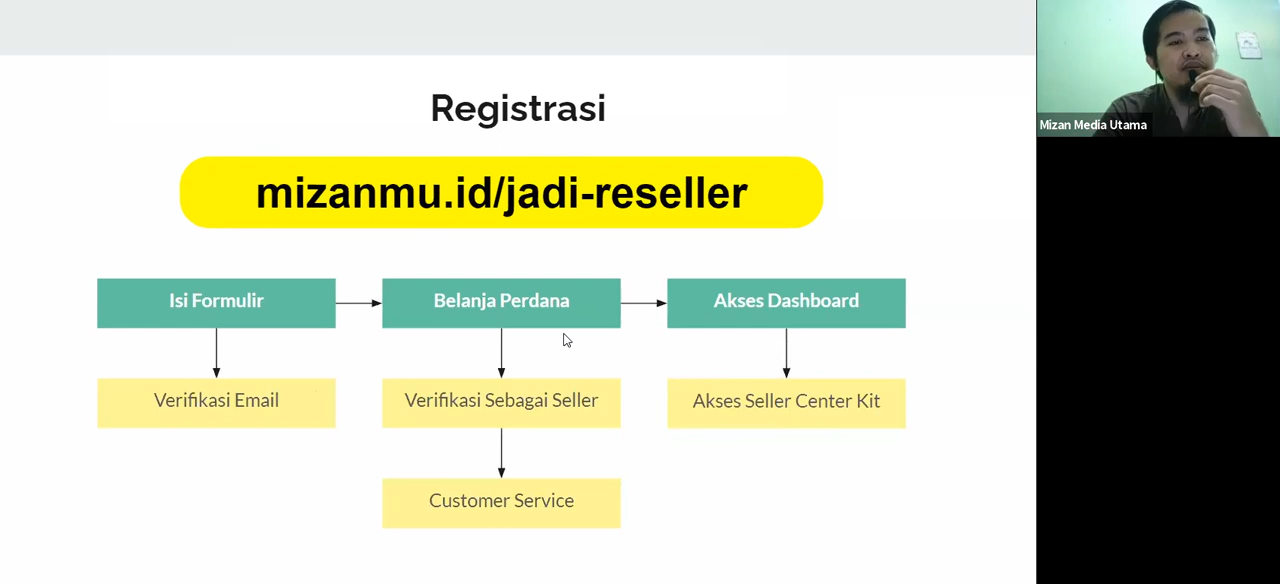 Registrasi
mizanmu.id/jadi-reseller
Isi Formulir
Belanja Perdana
Akses Dashboard
Verifikasi Email
Verifikasi Sebagai Seller
Akses Seller Center Kit
Customer Service
Mizan Media Utama